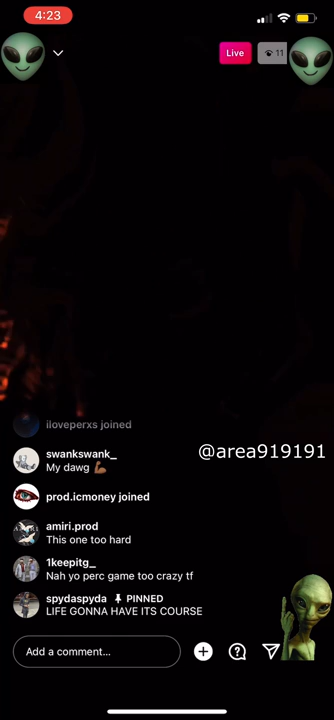 4:23
Live
11
iloveperxs joined
swankswank_
My dawg 💪🏾
@area919191
prod.icmoney joined
amiri.prod
This one too hard
1keepitg_
Nah yo perc game too crazy tf
spydaspyda PINNED
LIFE GONNA HAVE ITS COURSE
Add a comment...